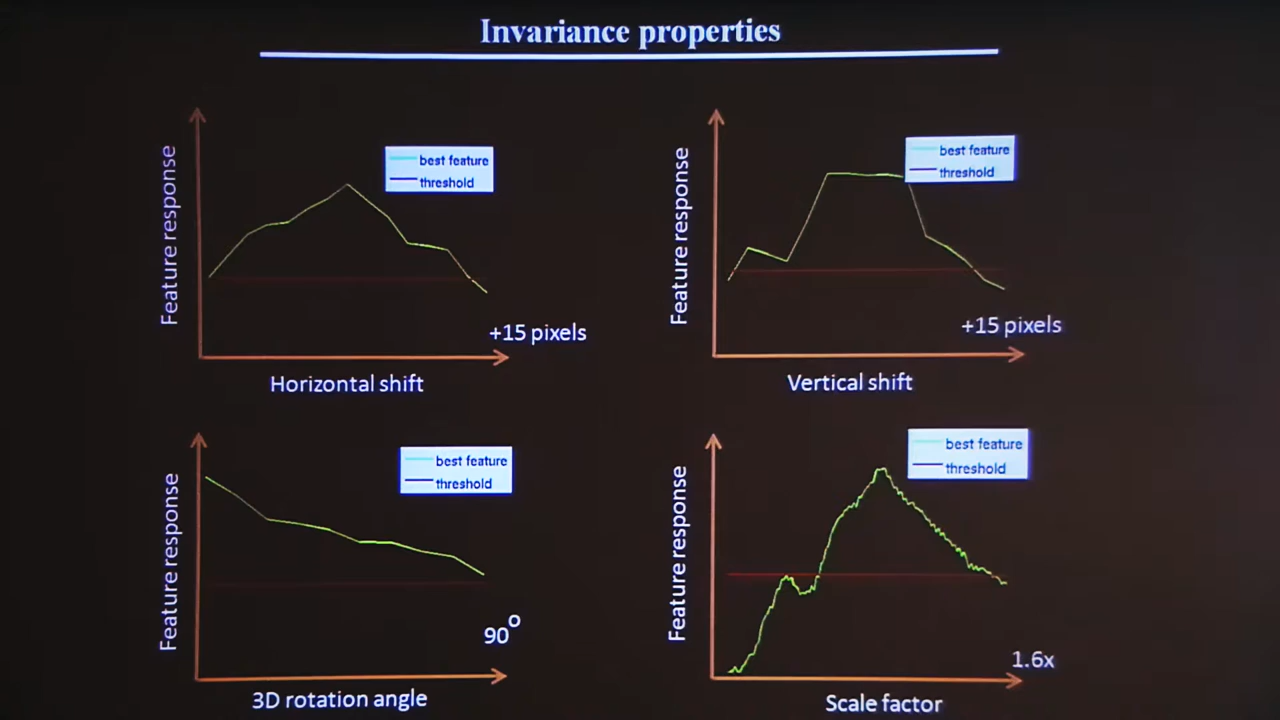 Invariance properties
Feature response
best feature
threshold
+15 pixels
Horizontal shift
Feature response
best feature
threshold
+15 pixels
Vertical shift
Feature response
best feature
threshold
90°
3D rotation angle
Feature response
best feature
threshold
1.6x
Scale factor